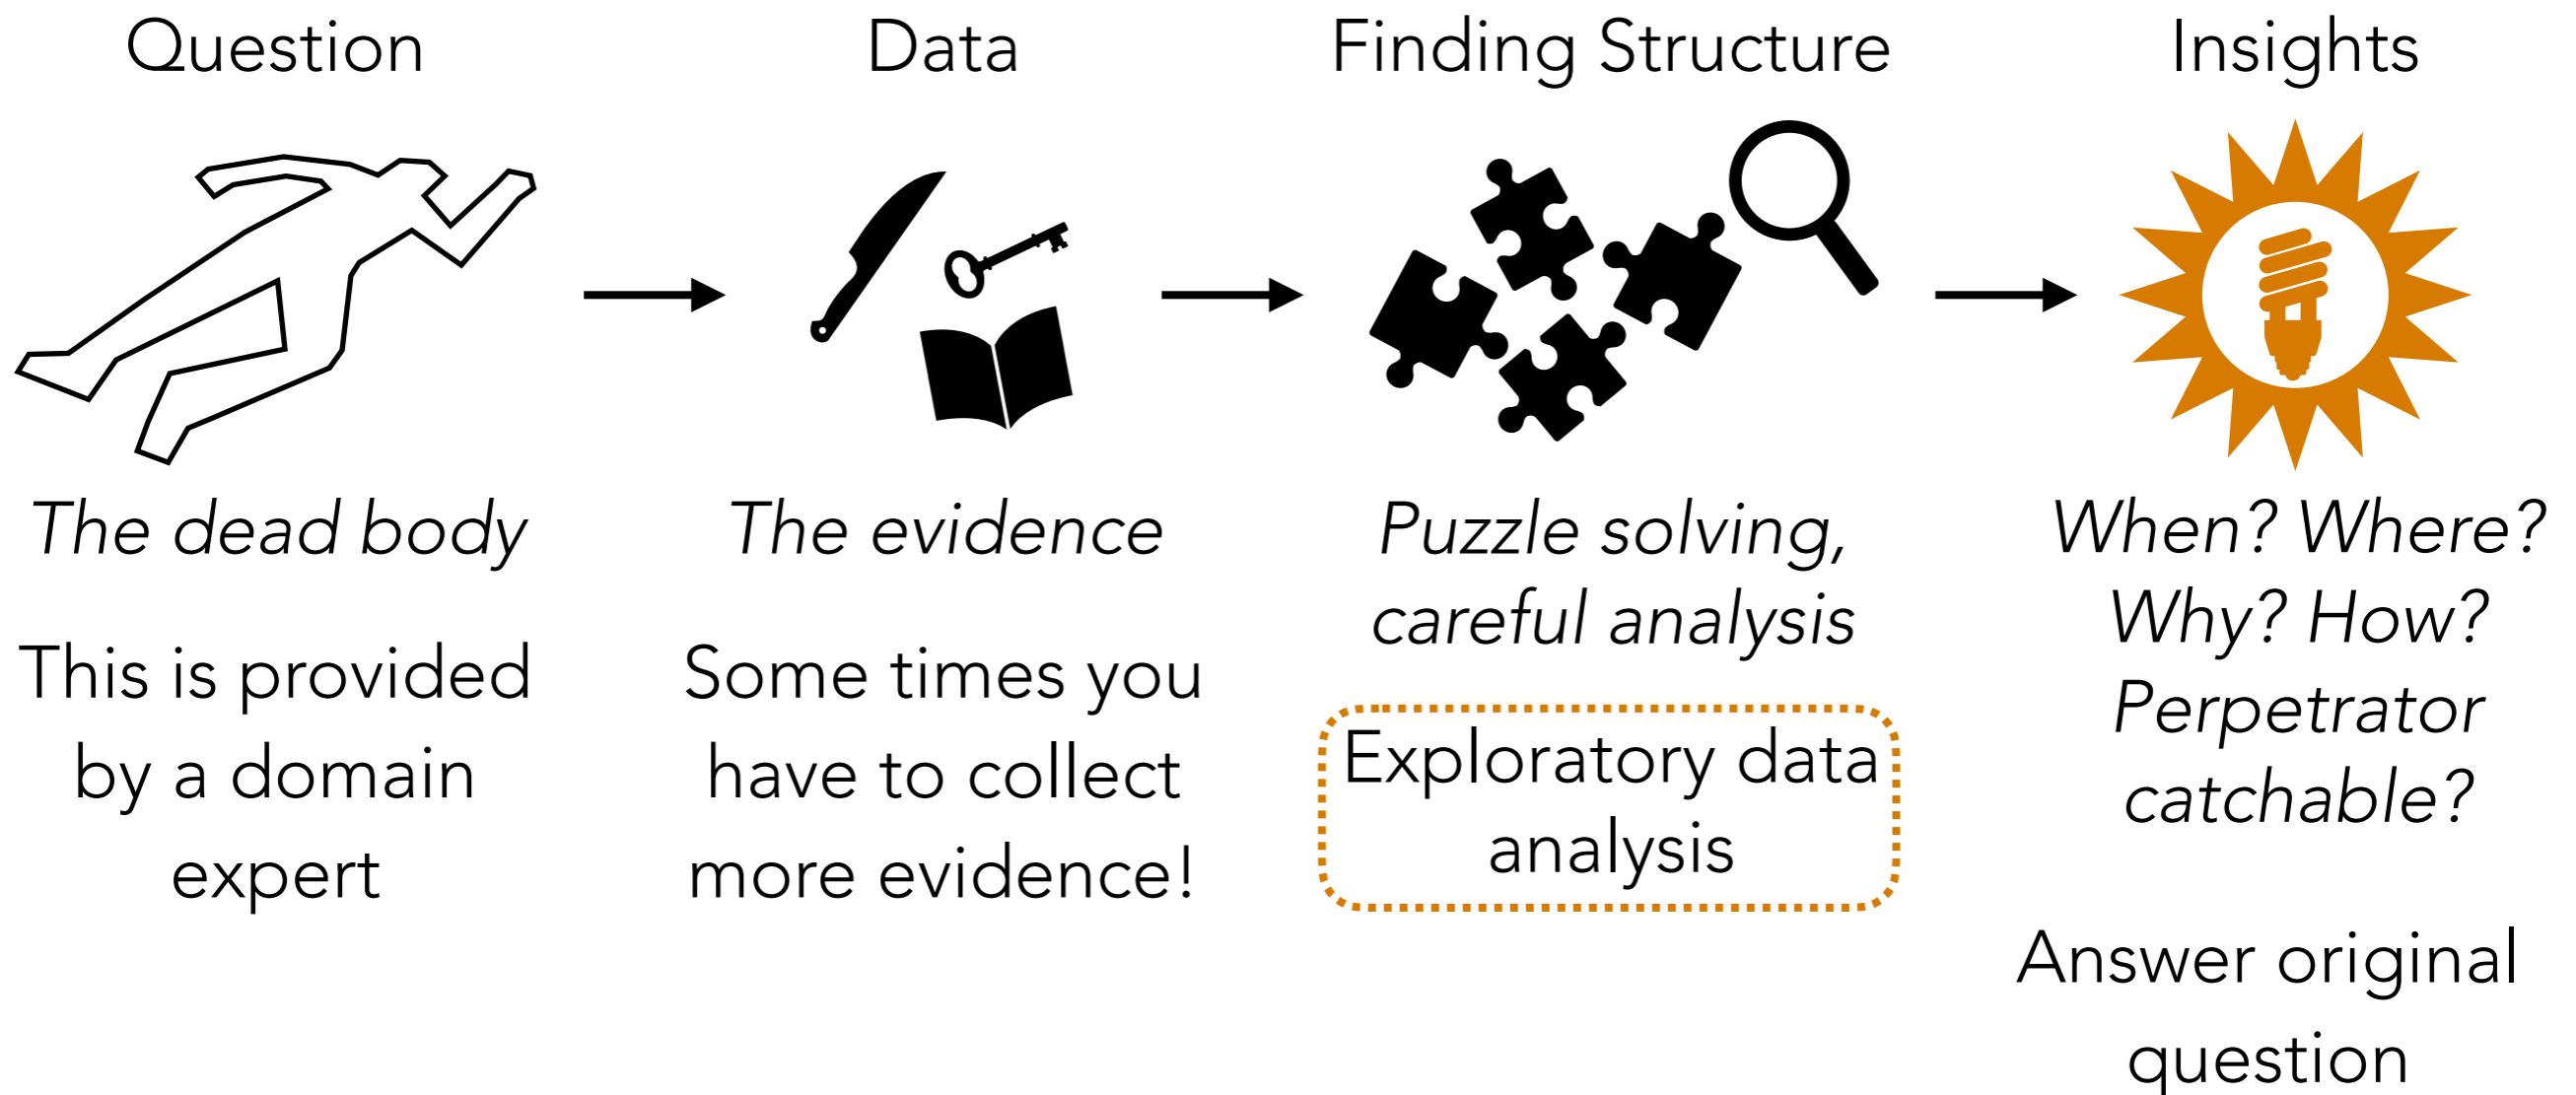 Question
The dead body
This is provided
by a domain
expert
Data
The evidence
Some times you
have to collect
more evidence!
Finding Structure
Puzzle solving,
careful analysis
Exploratory data
analysis
Insights
When? Where?
Why? How?
Perpetrator
catchable?
Answer original
question